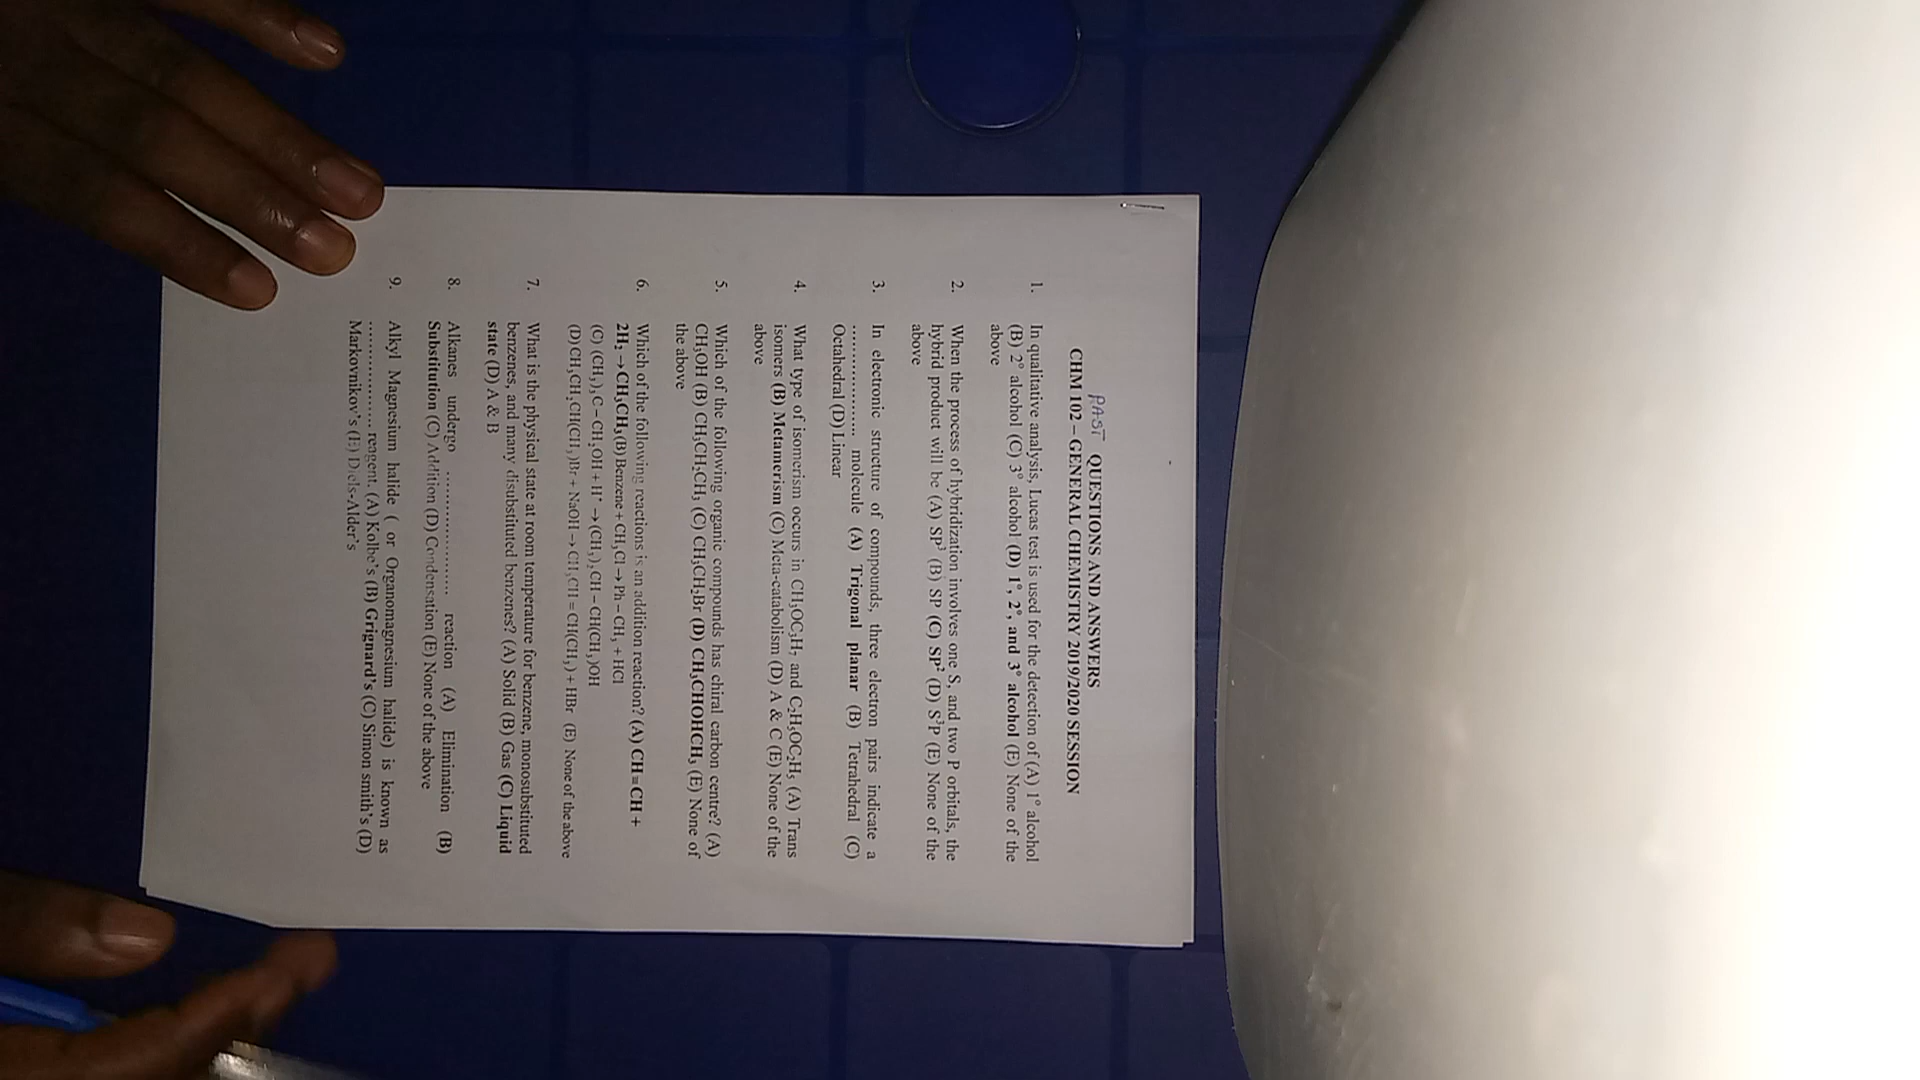 PAST QUESTIONS AND ANSWERS
CHM 102 – GENERAL CHEMISTRY 2019/2020 SESSION
1. In qualitative analysis, Lucas test is used for the detection of (A) 1° alcohol
(B) 2° alcohol (C) 3° alcohol (D) 1°, 2°, and 3° alcohol (E) None of the
above
2. When the process of hybridization involves one S, and two P orbitals, the
hybrid product will be (A) SP³ (B) SP (C) SP² (D) S³P (E) None of the
above
3. In electronic structure of compounds, three electron pairs indicate a
.................... molecule (A) Trigonal planar (B) Tetrahedral (C)
Octahedral (D) Linear
4. What type of isomerism occurs in CH₃OC₃H₇ and C₂H₅OC₂H₅ (A) Trans
isomers (B) Metamerism (C) Meta-catabolism (D) A & C (E) None of the
above
5. Which of the following organic compounds has chiral carbon centre? (A)
CH₃OH (B) CH₃CH₂CH₂CH₃ (C) CH₃CH₂Br (D) CH₃CHOHCH₃ (E) None of
the above
6. Which of the following reactions is an addition reaction? (A) CH≡CH +
2H₂ → CH₃CH₃ (B) Benzene + CH₃Cl → Ph – CH₃ + HCl
(C) (CH₃)₃C – CH₂OH + H⁺ → (CH₃)₂CH – CH(CH₃)OH
(D) CH₃CH₂CH(CH₃)Br + NaOH → CH₃CH = CH(CH₃) + HBr (E) None of the above
7. What is the physical state at room temperature for benzene, monosubstituted
benzenes, and many disubstituted benzenes? (A) Solid (B) Gas (C) Liquid
state (D) A & B
8. Alkanes undergo .......................... reaction (A) Elimination (B)
Substitution (C) Addition (D) Condensation (E) None of the above
9. Alkyl Magnesium halide ( or Organomagnesium halide) is known as
...................... reagent. (A) Kolbe's (B) Grignard's (C) Simon smith's (D)
Markovnikov's (E) Diels-Alder's